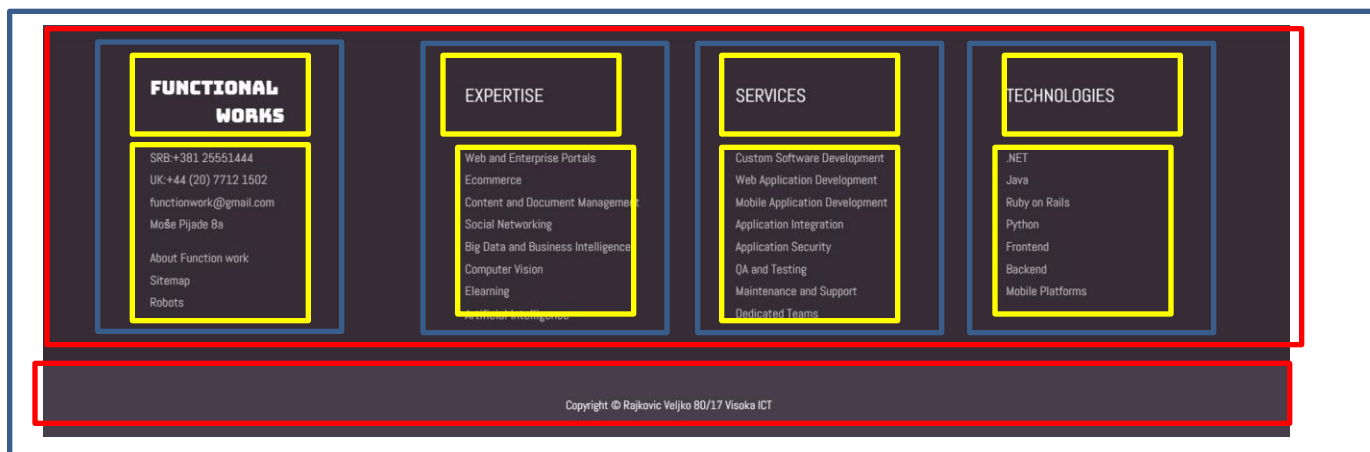 FUNCTIONAL
WORKS
SRB:+381 25551444
UK:+44 (20) 7712 1502
functionwork@gmail.com
Moše Pijade 8a
About Function work
Sitemap
Robots
EXPERTISE
Web and Enterprise Portals
Ecommerce
Content and Document Management
Social Networking
Big Data and Business Intelligence
Computer Vision
Elearning
Artificial Intelligence
SERVICES
Custom Software Development
Web Application Development
Mobile Application Development
Application Integration
Application Security
QA and Testing
Maintenance and Support
Dedicated Teams
TECHNOLOGIES
.NET
Java
Ruby on Rails
Python
Frontend
Backend
Mobile Platforms
Copyright © Rajkovic Veljko 80/17 Visoka ICT